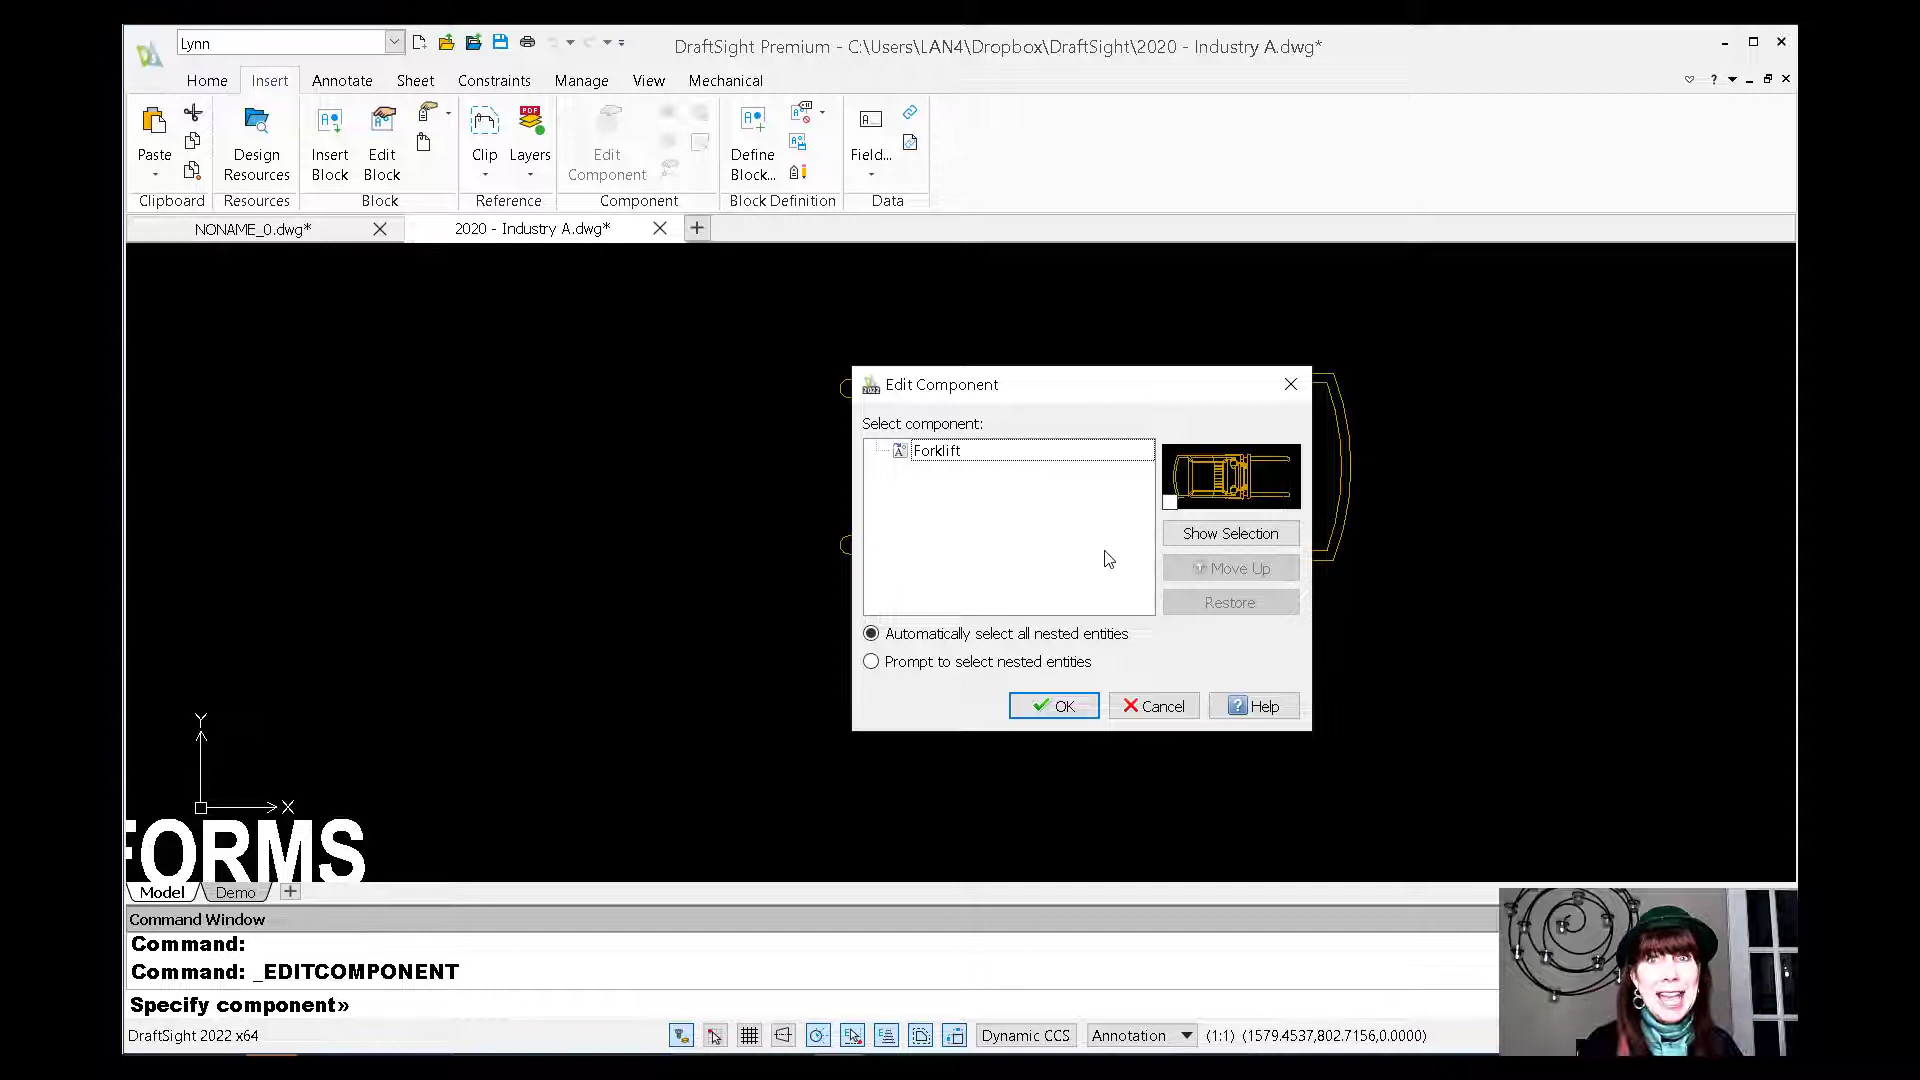 Lynn
DraftSight Premium - C:\Users\LAN4\Dropbox\DraftSight\2020 - Industry A.dwg*
Home Insert Annotate Sheet Constraints Manage View Mechanical
?
Paste
Design Resources
Insert Block
Edit Block
Clip
PDF
Layers
Edit Component
Define Block...
Field...
Clipboard Resources Block Reference Component Block Definition Data
NONAME_0.dwg*
2020 - Industry A.dwg*
Edit Component
Select component:
Forklift
Show Selection
Move Up
Restore
Automatically select all nested entities
Prompt to select nested entities
OK
Cancel
? Help
Y
X
FORMS
Model Demo
Command Window
Command:
Command: _EDITCOMPONENT
Specify component»
DraftSight 2022 x64
Dynamic CCS
Annotation
(1:1) (1579.4537,802.7156,0.0000)